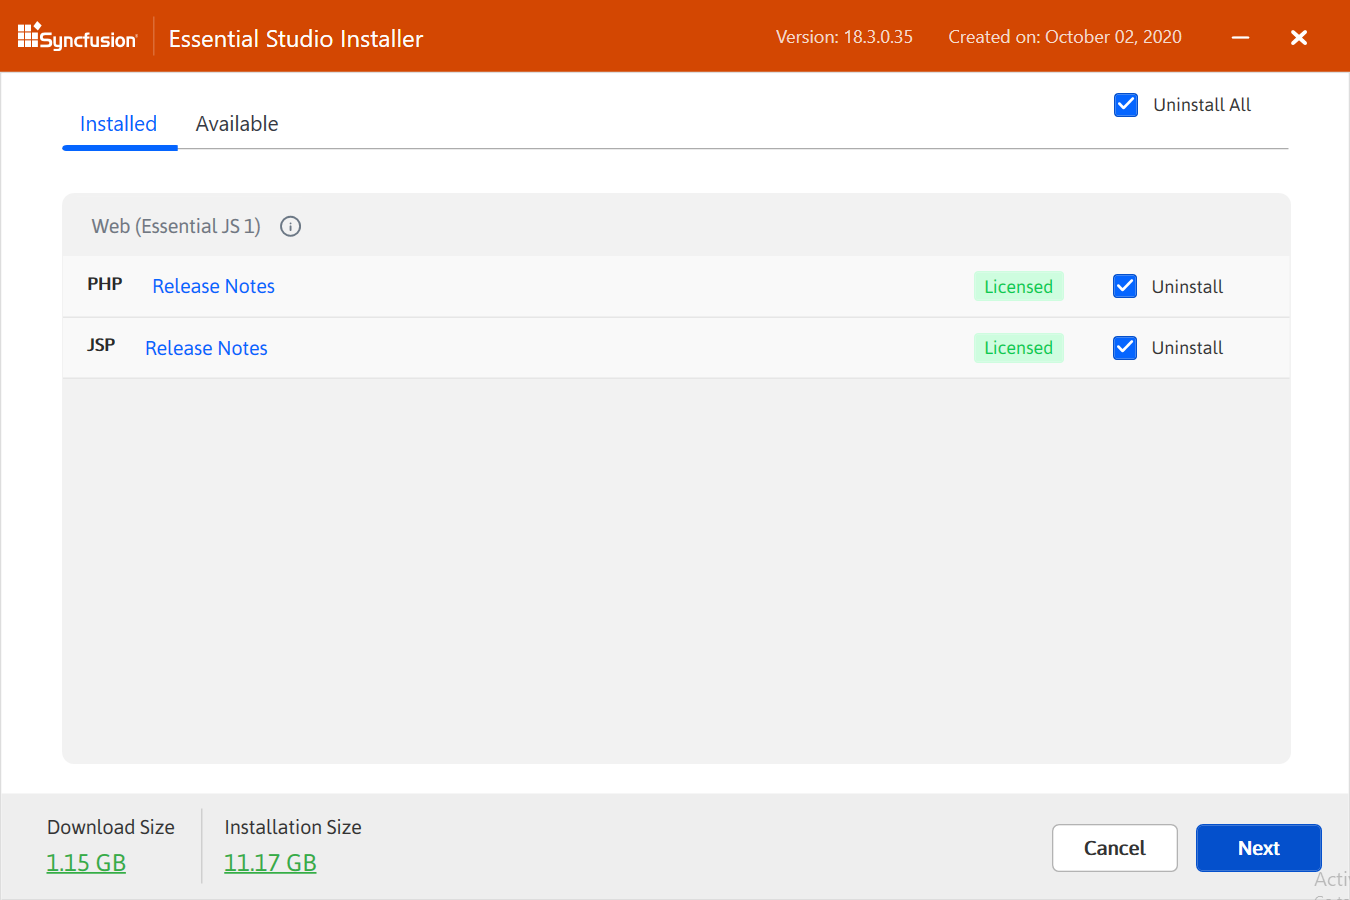 Syncfusion Essential Studio Installer Version: 18.3.0.35 Created on: October 02, 2020
Uninstall All
Installed Available
Web (Essential JS 1)
PHP Release Notes Licensed Uninstall
JSP Release Notes Licensed Uninstall
Download Size Installation Size
1.15 GB 11.17 GB
Cancel Next